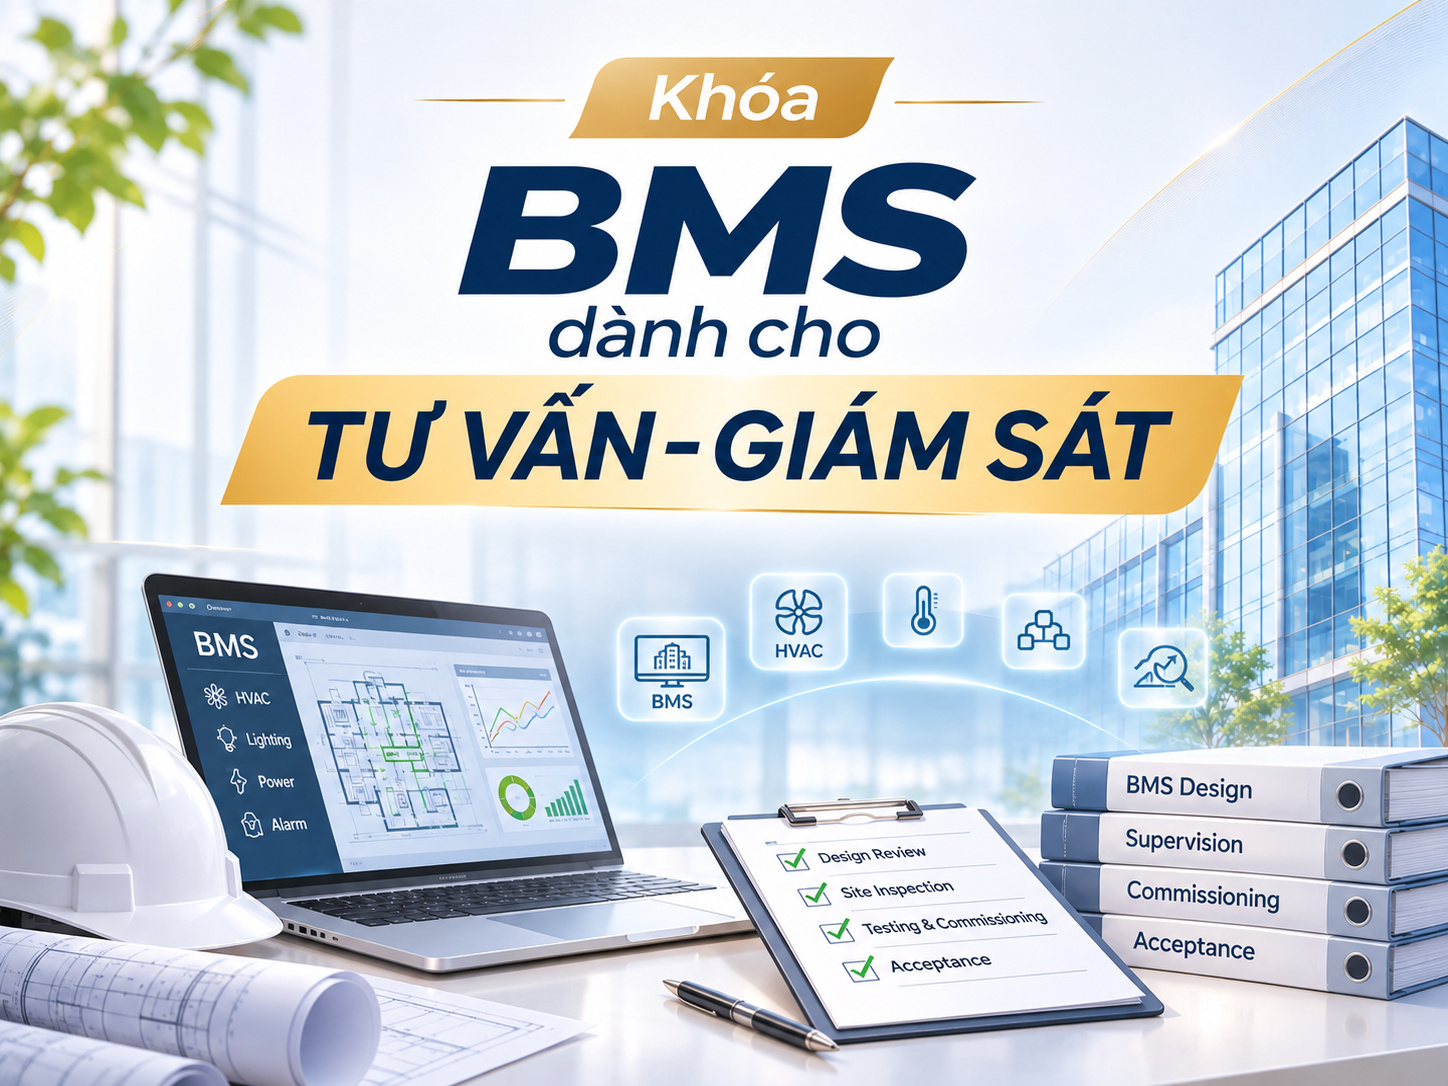 Khóa
BMS
dành cho
TƯ VẤN - GIÁM SÁT
BMS
HVAC
Lighting
Power
Alarm
BMS
HVAC
Design Review
Site Inspection
Testing & Commissioning
Acceptance
BMS Design
Supervision
Commissioning
Acceptance